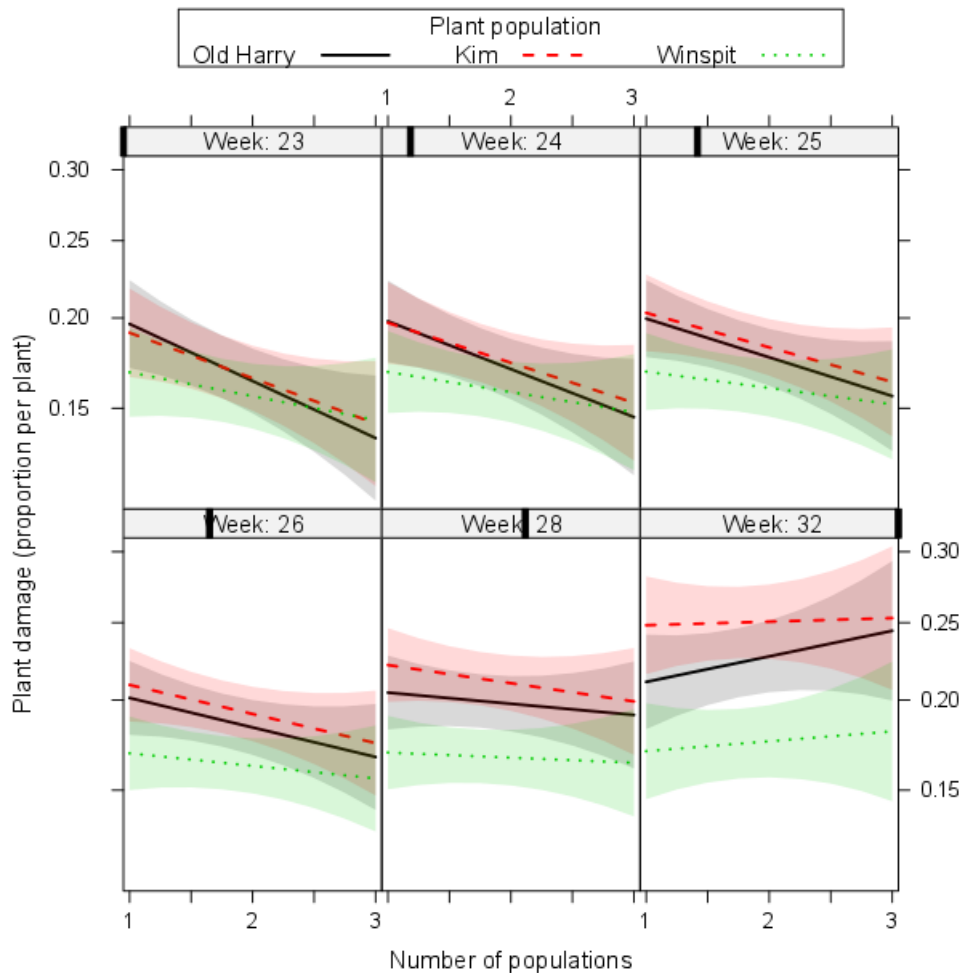 Plant population
Old Harry Kim Winspit
1 2 3
Week: 23 Week: 24 Week: 25
0.30
0.25
0.20
0.15
Plant damage (proportion per plant)
Week: 26 Week: 28 Week: 32
0.30
0.25
0.20
0.15
1 2 3 1 2 3
Number of populations